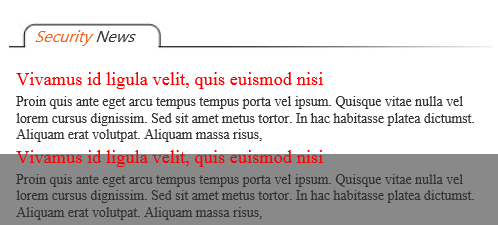 Security News
Vivamus id ligula velit, quis euismod nisi
Proin quis ante eget arcu tempus tempus porta vel ipsum. Quisque vitae nulla vel
lorem cursus dignissim. Sed sit amet metus tortor. In hac habitasse platea dictumst.
Aliquam erat volutpat. Aliquam massa risus,
Vivamus id ligula velit, quis euismod nisi
Proin quis ante eget arcu tempus tempus porta vel ipsum. Quisque vitae nulla vel
lorem cursus dignissim. Sed sit amet metus tortor. In hac habitasse platea dictumst.
Aliquam erat volutpat. Aliquam massa risus,